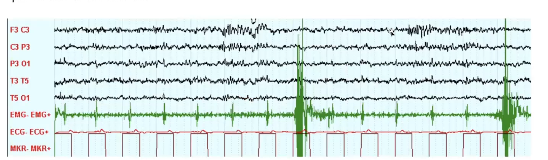 F3 C3
C3 P3
P3 O1
T3 T5
T5 O1
EMG- EMG+
ECG- ECG+
MKR- MKR+